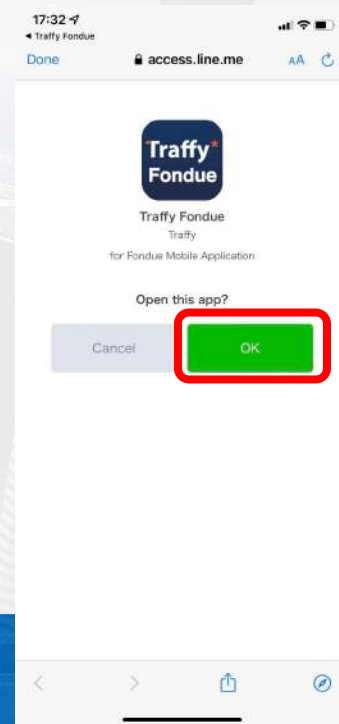 17:32
◀ Traffy Fondue
Done
access.line.me
AA
Traffy*
Fondue
Traffy Fondue
Traffy
for Fondue Mobile Application
Open this app?
Cancel
OK